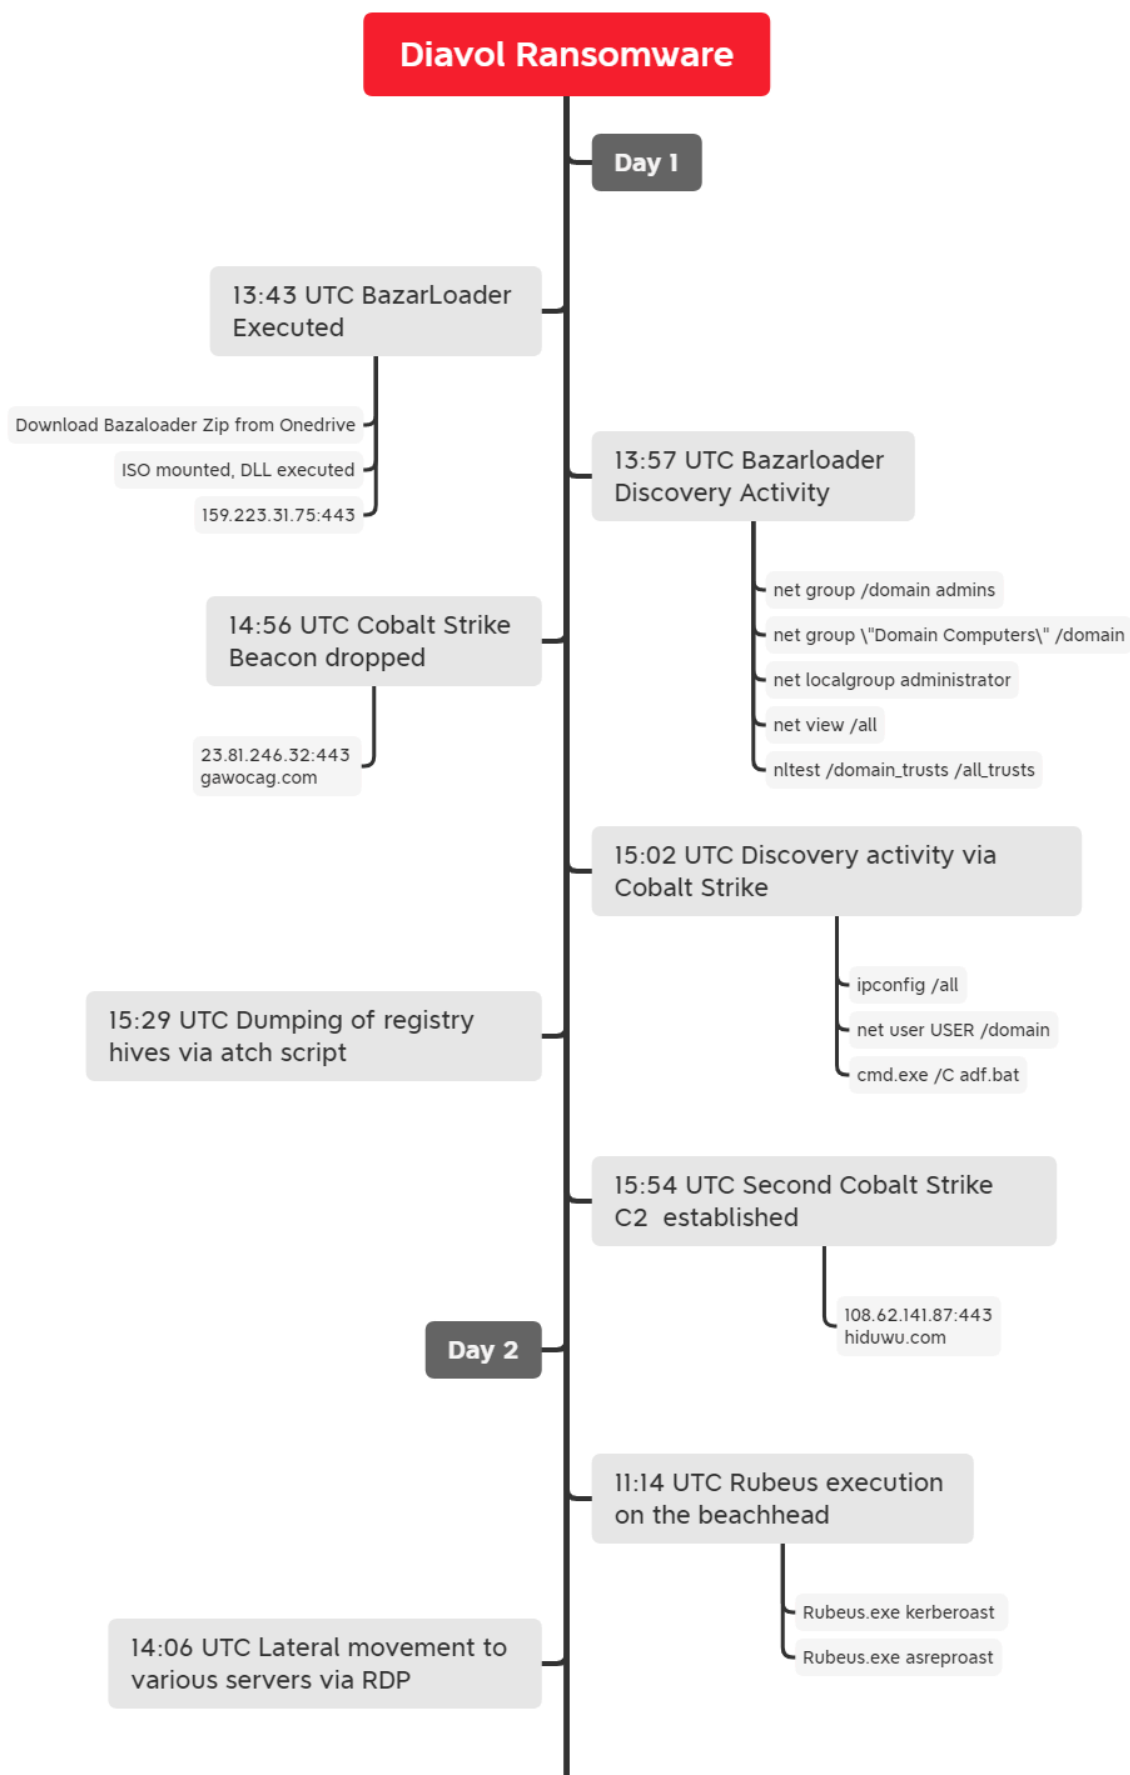 Diavol Ransomware
Day 1
13:43 UTC BazarLoader
Executed
Download Bazaloader Zip from Onedrive
ISO mounted, DLL executed
159.223.31.75:443
13:57 UTC Bazarloader
Discovery Activity
net group /domain admins
net group \"Domain Computers\" /domain
net localgroup administrator
net view /all
nltest /domain_trusts /all_trusts
14:56 UTC Cobalt Strike
Beacon dropped
23.81.246.32:443
gawocag.com
15:02 UTC Discovery activity via
Cobalt Strike
ipconfig /all
net user USER /domain
cmd.exe /C adf.bat
15:29 UTC Dumping of registry
hives via atch script
15:54 UTC Second Cobalt Strike
C2  established
108.62.141.87:443
hiduwu.com
Day 2
11:14 UTC Rubeus execution
on the beachhead
Rubeus.exe kerberoast
Rubeus.exe asreproast
14:06 UTC Lateral movement to
various servers via RDP